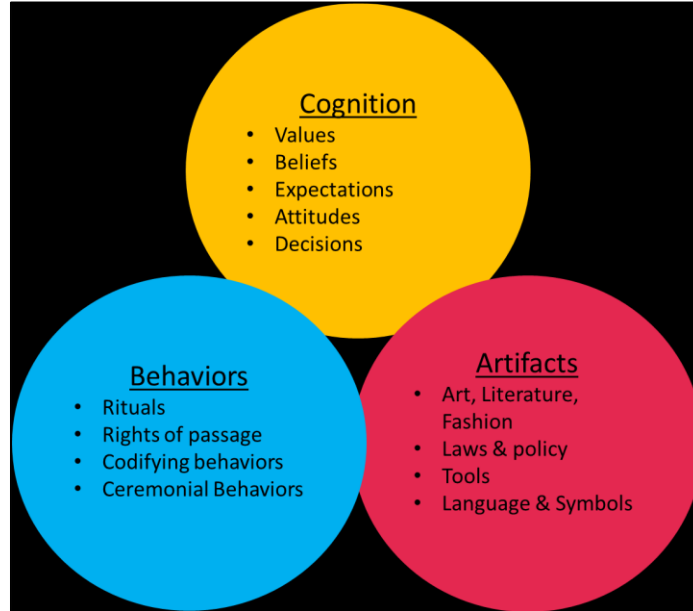 Cognition
• Values
• Beliefs
• Expectations
• Attitudes
• Decisions
Behaviors
• Rituals
• Rights of passage
• Codifying behaviors
• Ceremonial Behaviors
Artifacts
• Art, Literature,
Fashion
• Laws & policy
• Tools
• Language & Symbols